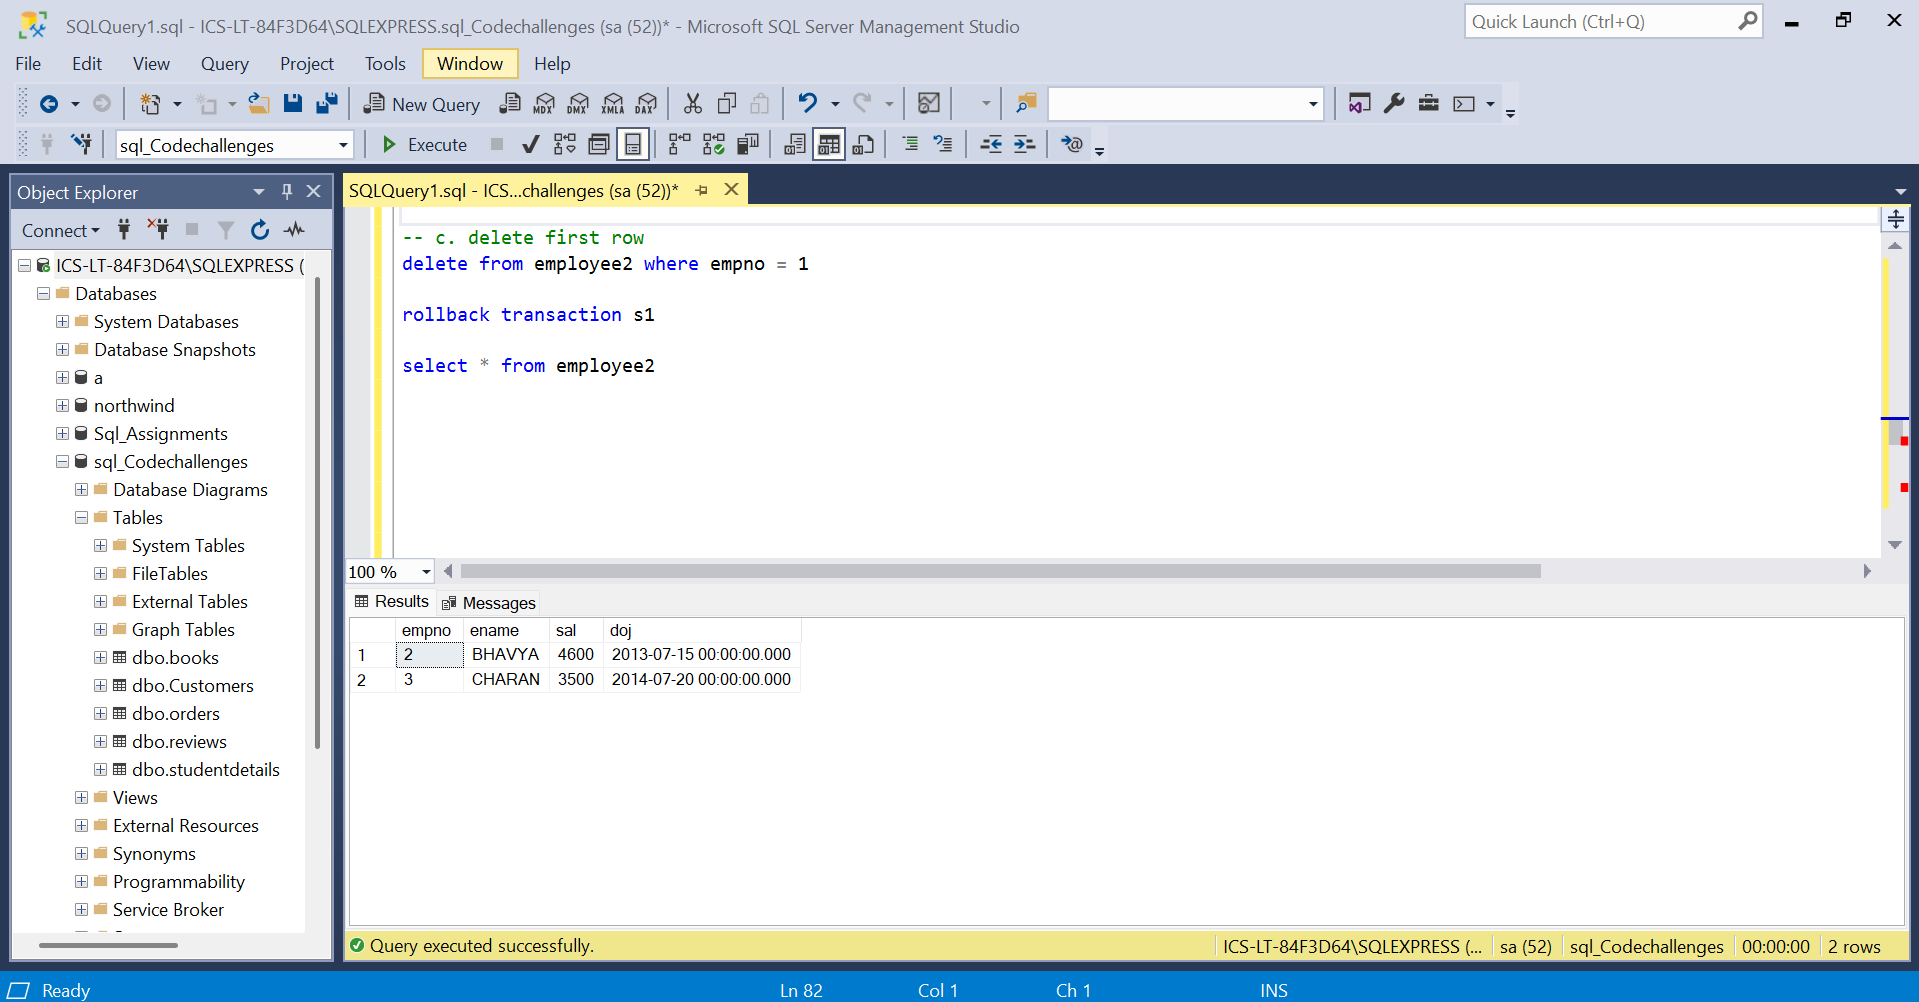 SQLQuery1.sql - ICS-LT-84F3D64\SQLEXPRESS.sql_Codechallenges (sa (52))* - Microsoft SQL Server Management Studio
Quick Launch (Ctrl+Q)
File Edit View Query Project Tools Window Help
New Query MDX DMX XMLA DAX
sql_Codechallenges Execute
Object Explorer
SQLQuery1.sql - ICS...challenges (sa (52))*
Connect
ICS-LT-84F3D64\SQLEXPRESS (
Databases
System Databases
Database Snapshots
a
northwind
Sql_Assignments
sql_Codechallenges
Database Diagrams
Tables
System Tables
FileTables
External Tables
Graph Tables
dbo.books
dbo.Customers
dbo.orders
dbo.reviews
dbo.studentdetails
Views
External Resources
Synonyms
Programmability
Service Broker
-- c. delete first row
delete from employee2 where empno = 1
rollback transaction s1
select * from employee2
100 %
Results Messages
empno ename sal doj
1 2 BHAVYA 4600 2013-07-15 00:00:00.000
2 3 CHARAN 3500 2014-07-20 00:00:00.000
Query executed successfully. ICS-LT-84F3D64\SQLEXPRESS (... sa (52) sql_Codechallenges 00:00:00 2 rows
Ready Ln 82 Col 1 Ch 1 INS